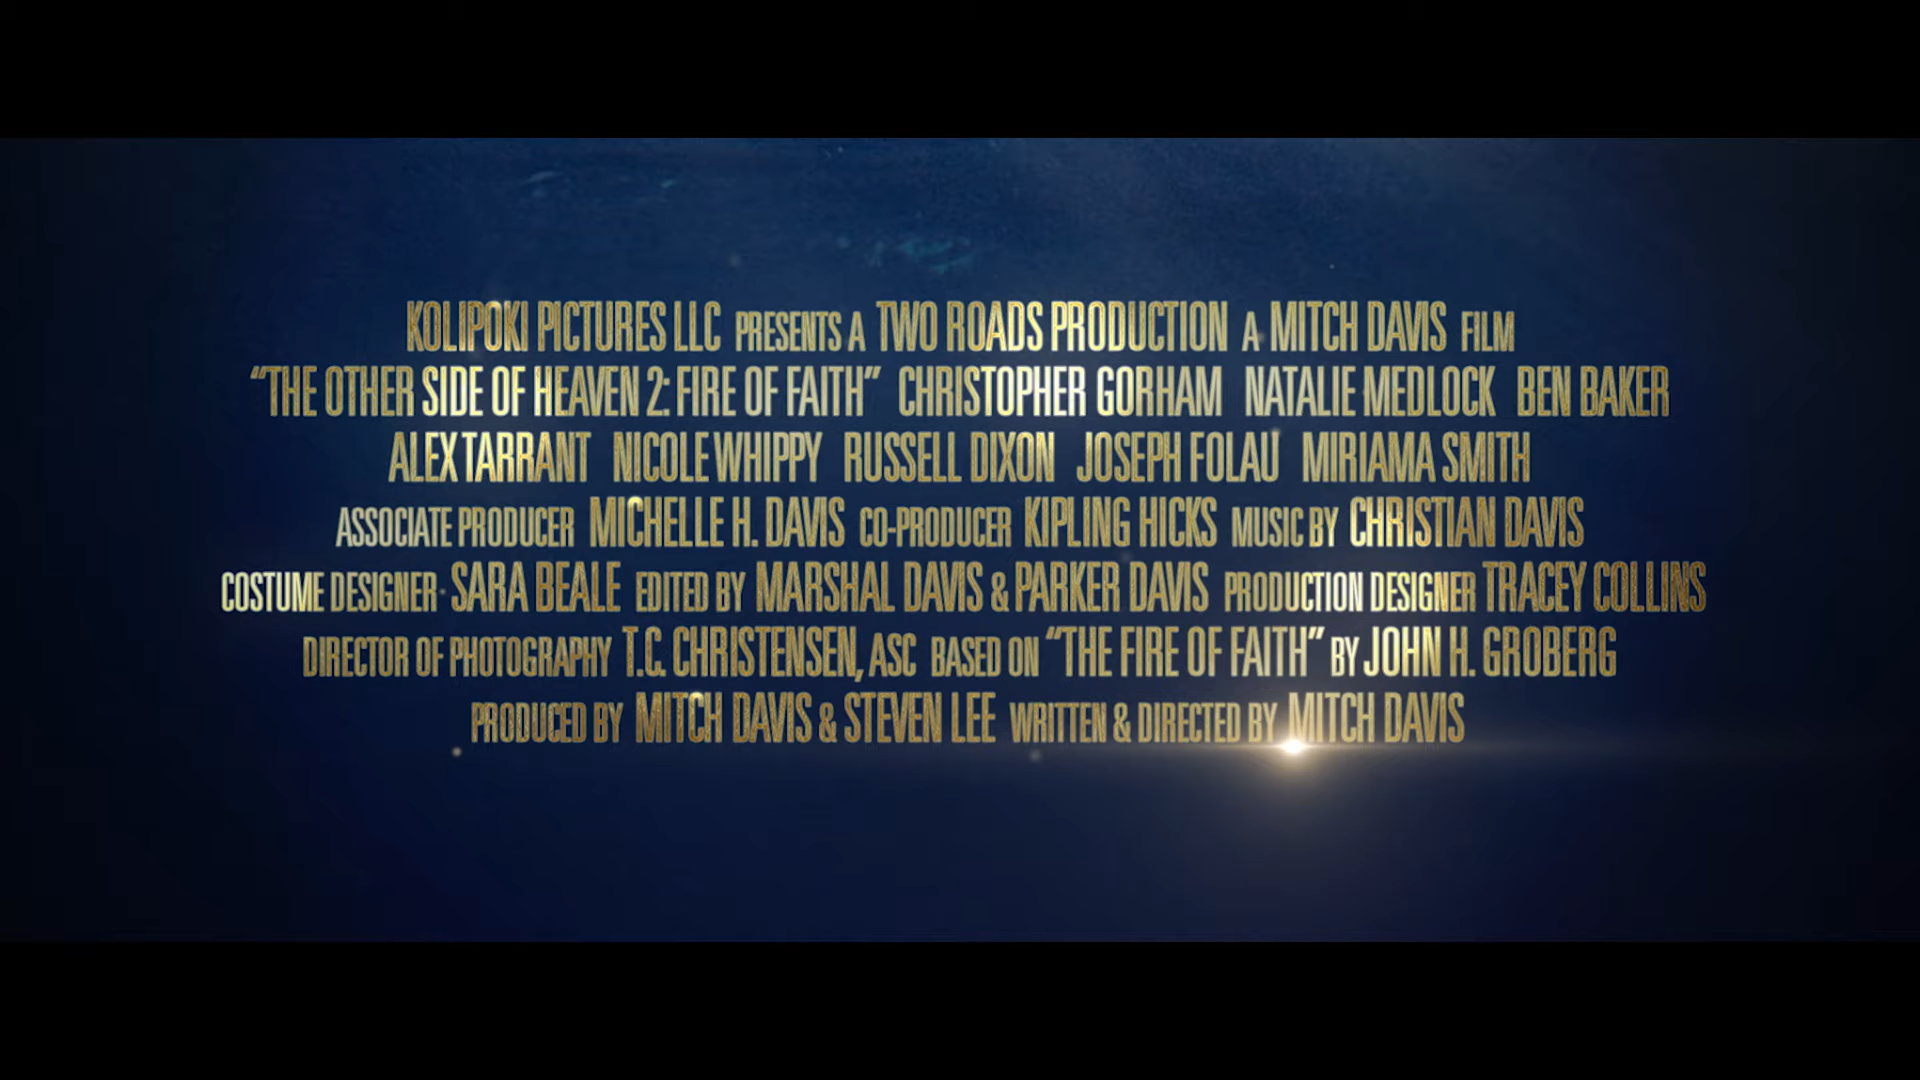 KOLIPOKI PICTURES LLC PRESENTS A TWO ROADS PRODUCTION A MITCH DAVIS FILM
“THE OTHER SIDE OF HEAVEN 2: FIRE OF FAITH” CHRISTOPHER GORHAM NATALIE MEDLOCK BEN BAKER
ALEX TARRANT NICOLE WHIPPY RUSSELL DIXON JOSEPH FOLAU MIRIAMA SMITH
ASSOCIATE PRODUCER MICHELLE H. DAVIS CO-PRODUCER KIPLING HICKS MUSIC BY CHRISTIAN DAVIS
COSTUME DESIGNER SARA BEALE EDITED BY MARSHAL DAVIS & PARKER DAVIS PRODUCTION DESIGNER TRACEY COLLINS
DIRECTOR OF PHOTOGRAPHY T.C. CHRISTENSEN, ASC BASED ON “THE FIRE OF FAITH” BY JOHN H. GROBERG
PRODUCED BY MITCH DAVIS & STEVEN LEE WRITTEN & DIRECTED BY MITCH DAVIS